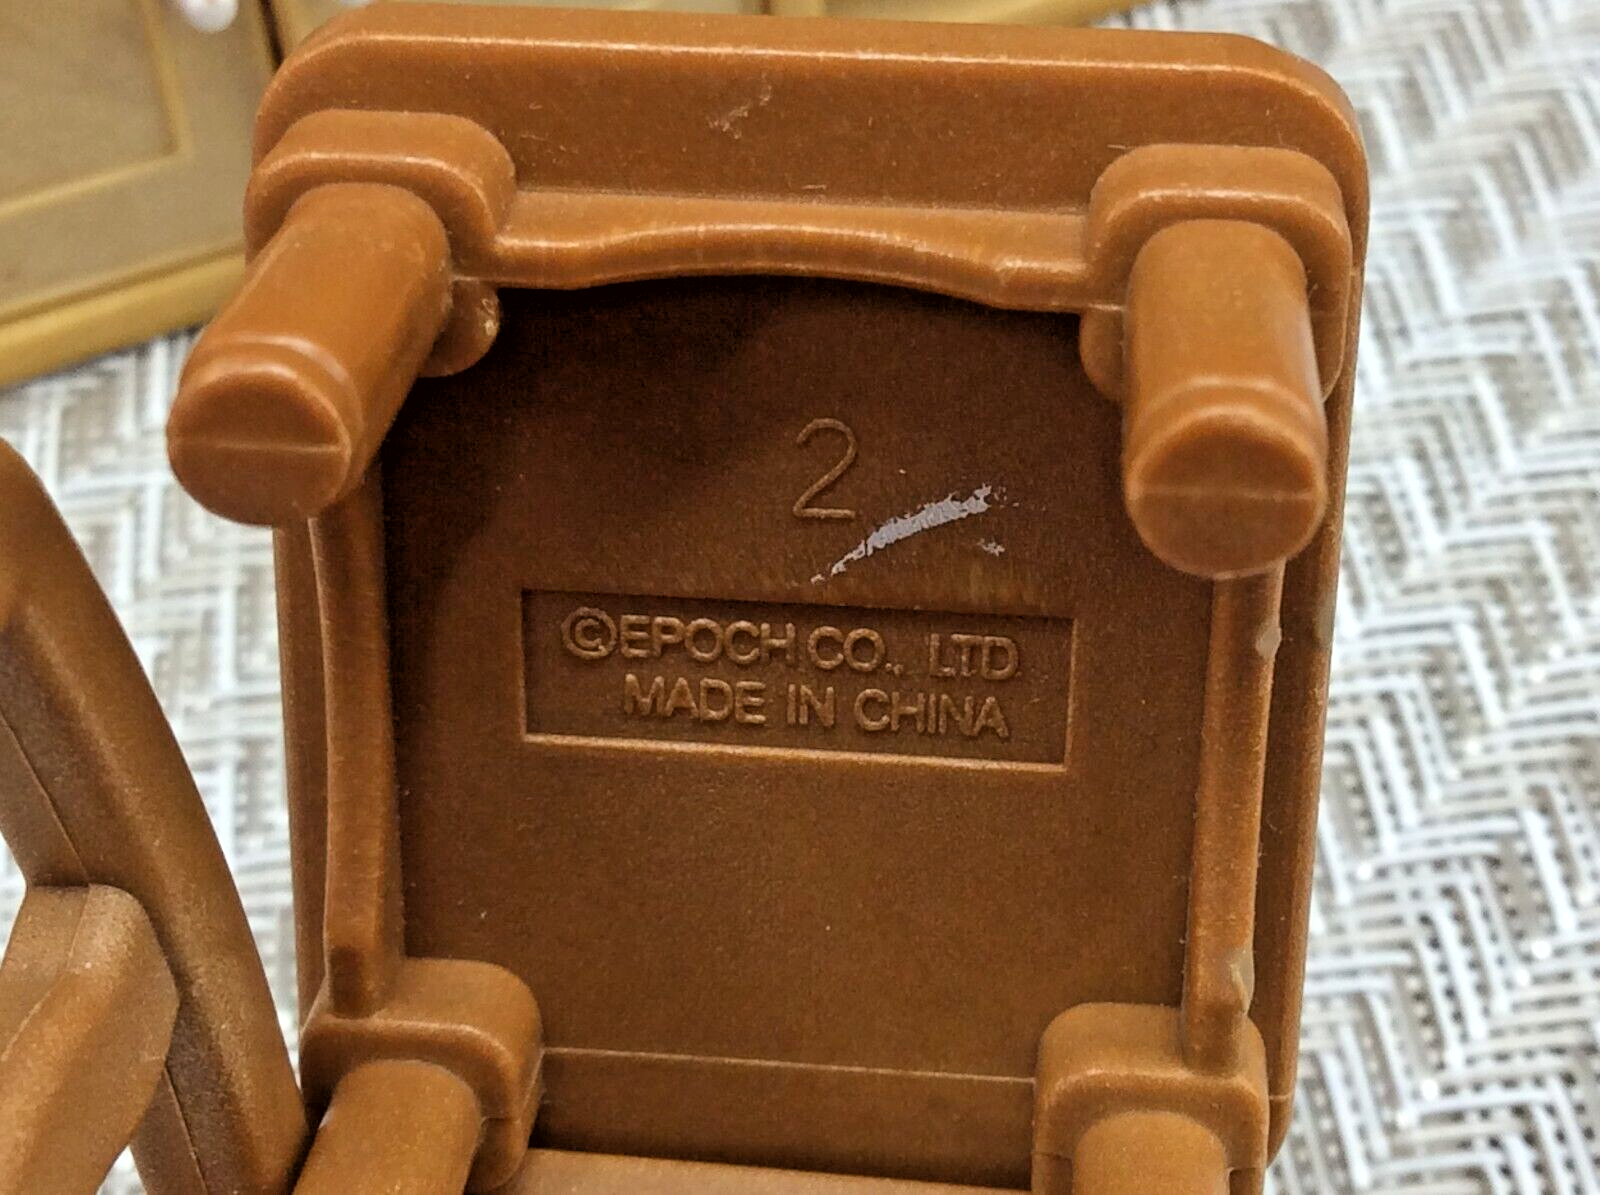 2
©EPOCH CO., LTD
MADE IN CHINA